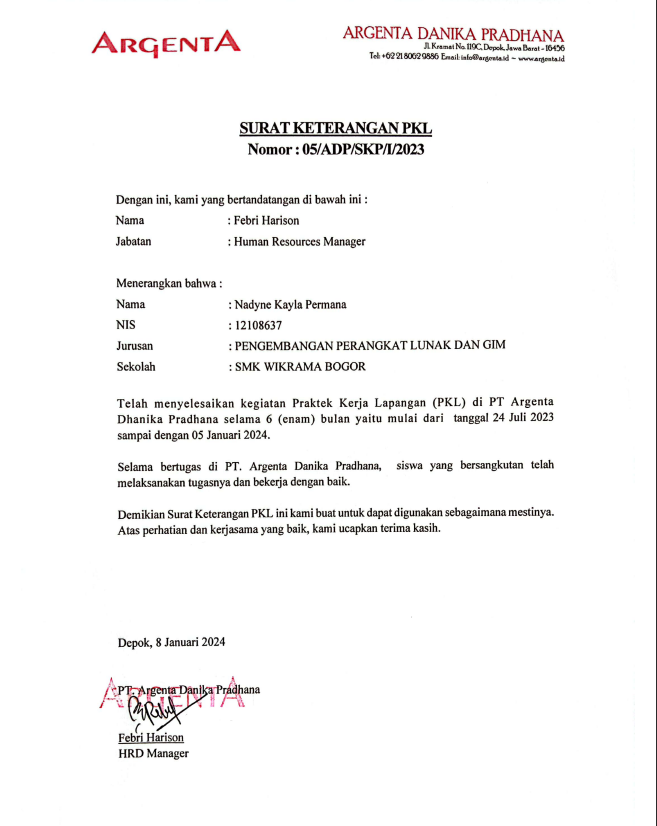 ARGENTA
ARGENTA DANIKA PRADHANA
Jl. Kramat No. 119C, Depok, Jawa Barat - 16456
Tel: +62 21 8062 9886 Email: info@argenta.id ~ www.argenta.id
SURAT KETERANGAN PKL
Nomor : 05/ADP/SKP/I/2023
Dengan ini, kami yang bertandatangan di bawah ini :
Nama : Febri Harison
Jabatan : Human Resources Manager
Menerangkan bahwa :
Nama : Nadyne Kayla Permana
NIS : 12108637
Jurusan : PENGEMBANGAN PERANGKAT LUNAK DAN GIM
Sekolah : SMK WIKRAMA BOGOR
Telah menyelesaikan kegiatan Praktek Kerja Lapangan (PKL) di PT Argenta
Dhanika Pradhana selama 6 (enam) bulan yaitu mulai dari tanggal 24 Juli 2023
sampai dengan 05 Januari 2024.
Selama bertugas di PT. Argenta Danika Pradhana, siswa yang bersangkutan telah
melaksanakan tugasnya dan bekerja dengan baik.
Demikian Surat Keterangan PKL ini kami buat untuk dapat digunakan sebagaimana mestinya.
Atas perhatian dan kerjasama yang baik, kami ucapkan terima kasih.
Depok, 8 Januari 2024
PT. Argenta Danika Pradhana
ARGENTA
Febri Harison
HRD Manager